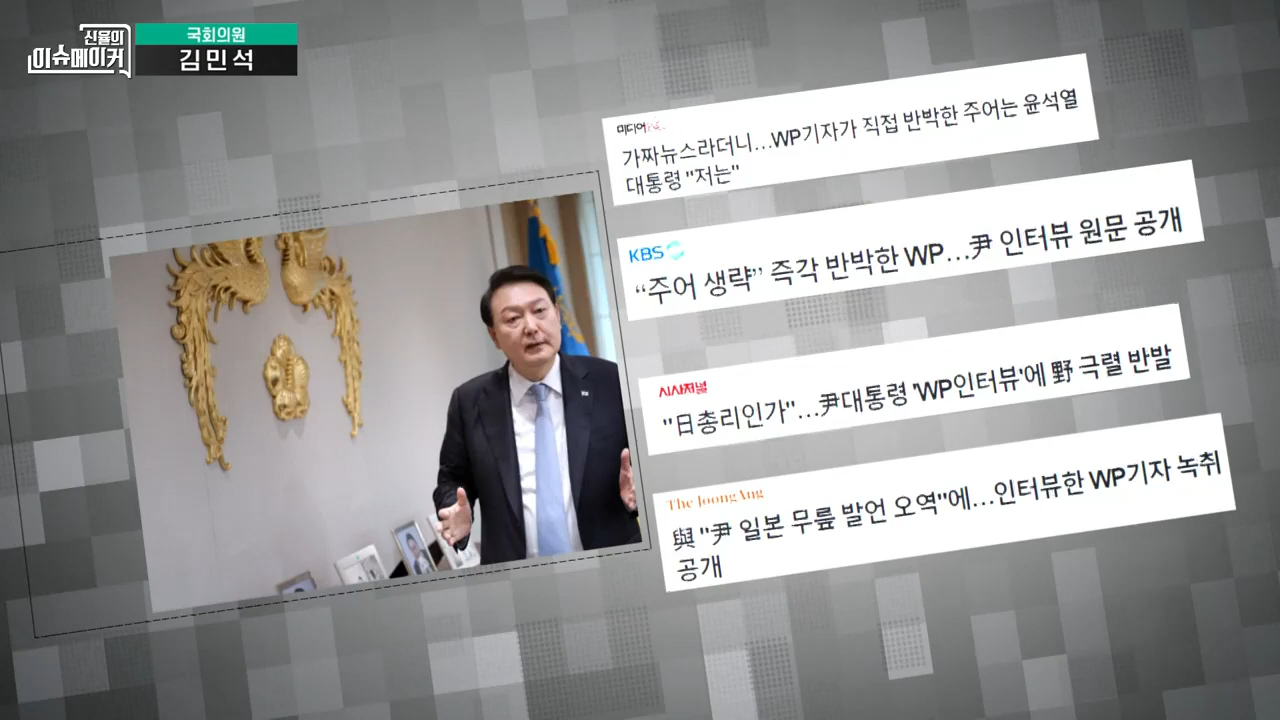 신율의
이슈메이커
국회의원
김민석
미디어오늘
가짜뉴스라더니...WP기자가 직접 반박한 주어는 윤석열
대통령 "저는"
KBS
“주어 생략” 즉각 반박한 WP...尹 인터뷰 원문 공개
시사저널
"日총리인가"...尹대통령 'WP인터뷰'에 野 극렬 반발
The JoongAng
與 "尹 일본 무릎 발언 오역"에...인터뷰한 WP기자 녹취
공개